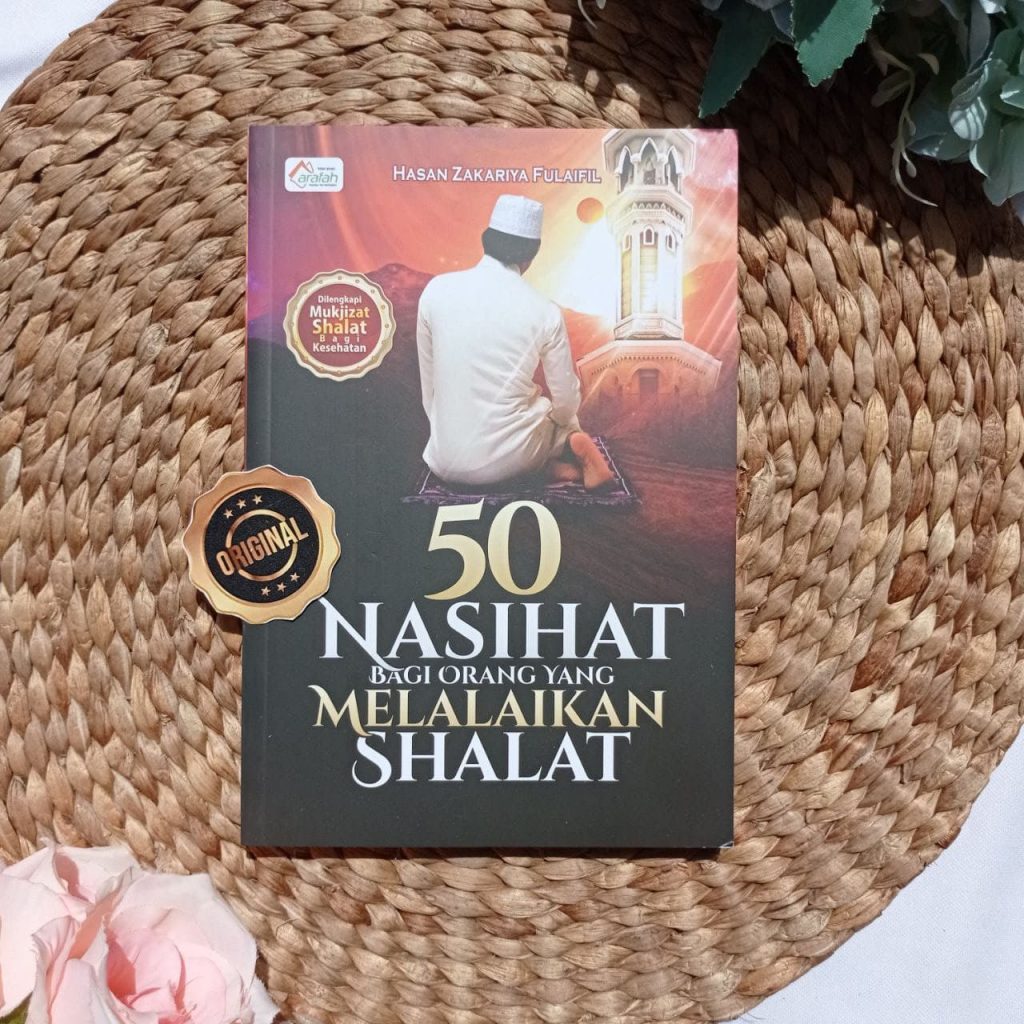 arafah
HASAN ZAKARIYA FULAIFIL
Dilengkapi
Mukjizat
Shalat
Bagi
Kesehatan
ORIGINAL
50
NASIHAT
BAGI ORANG YANG
MELALAIKAN
SHALAT